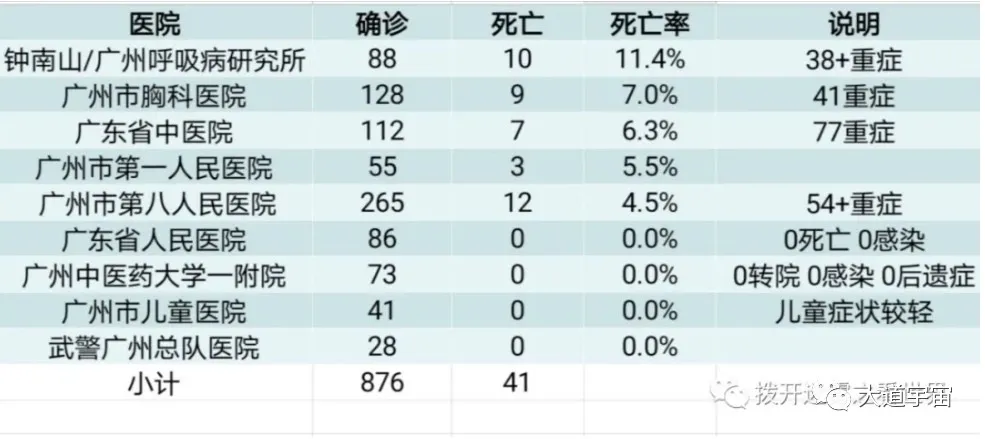 医院 确诊 死亡 死亡率 说明
钟南山/广州呼吸病研究所 88 10 11.4% 38+重症
广州市胸科医院 128 9 7.0% 41重症
广东省中医院 112 7 6.3% 77重症
广州市第一人民医院 55 3 5.5%
广州市第八人民医院 265 12 4.5% 54+重症
广东省人民医院 86 0 0.0% 0死亡 0感染
广州中医药大学一附院 73 0 0.0% 0转院 0感染 0后遗症
广州市儿童医院 41 0 0.0% 儿童症状较轻
武警广州总队医院 28 0 0.0%
小计 876 41
大道宇宙